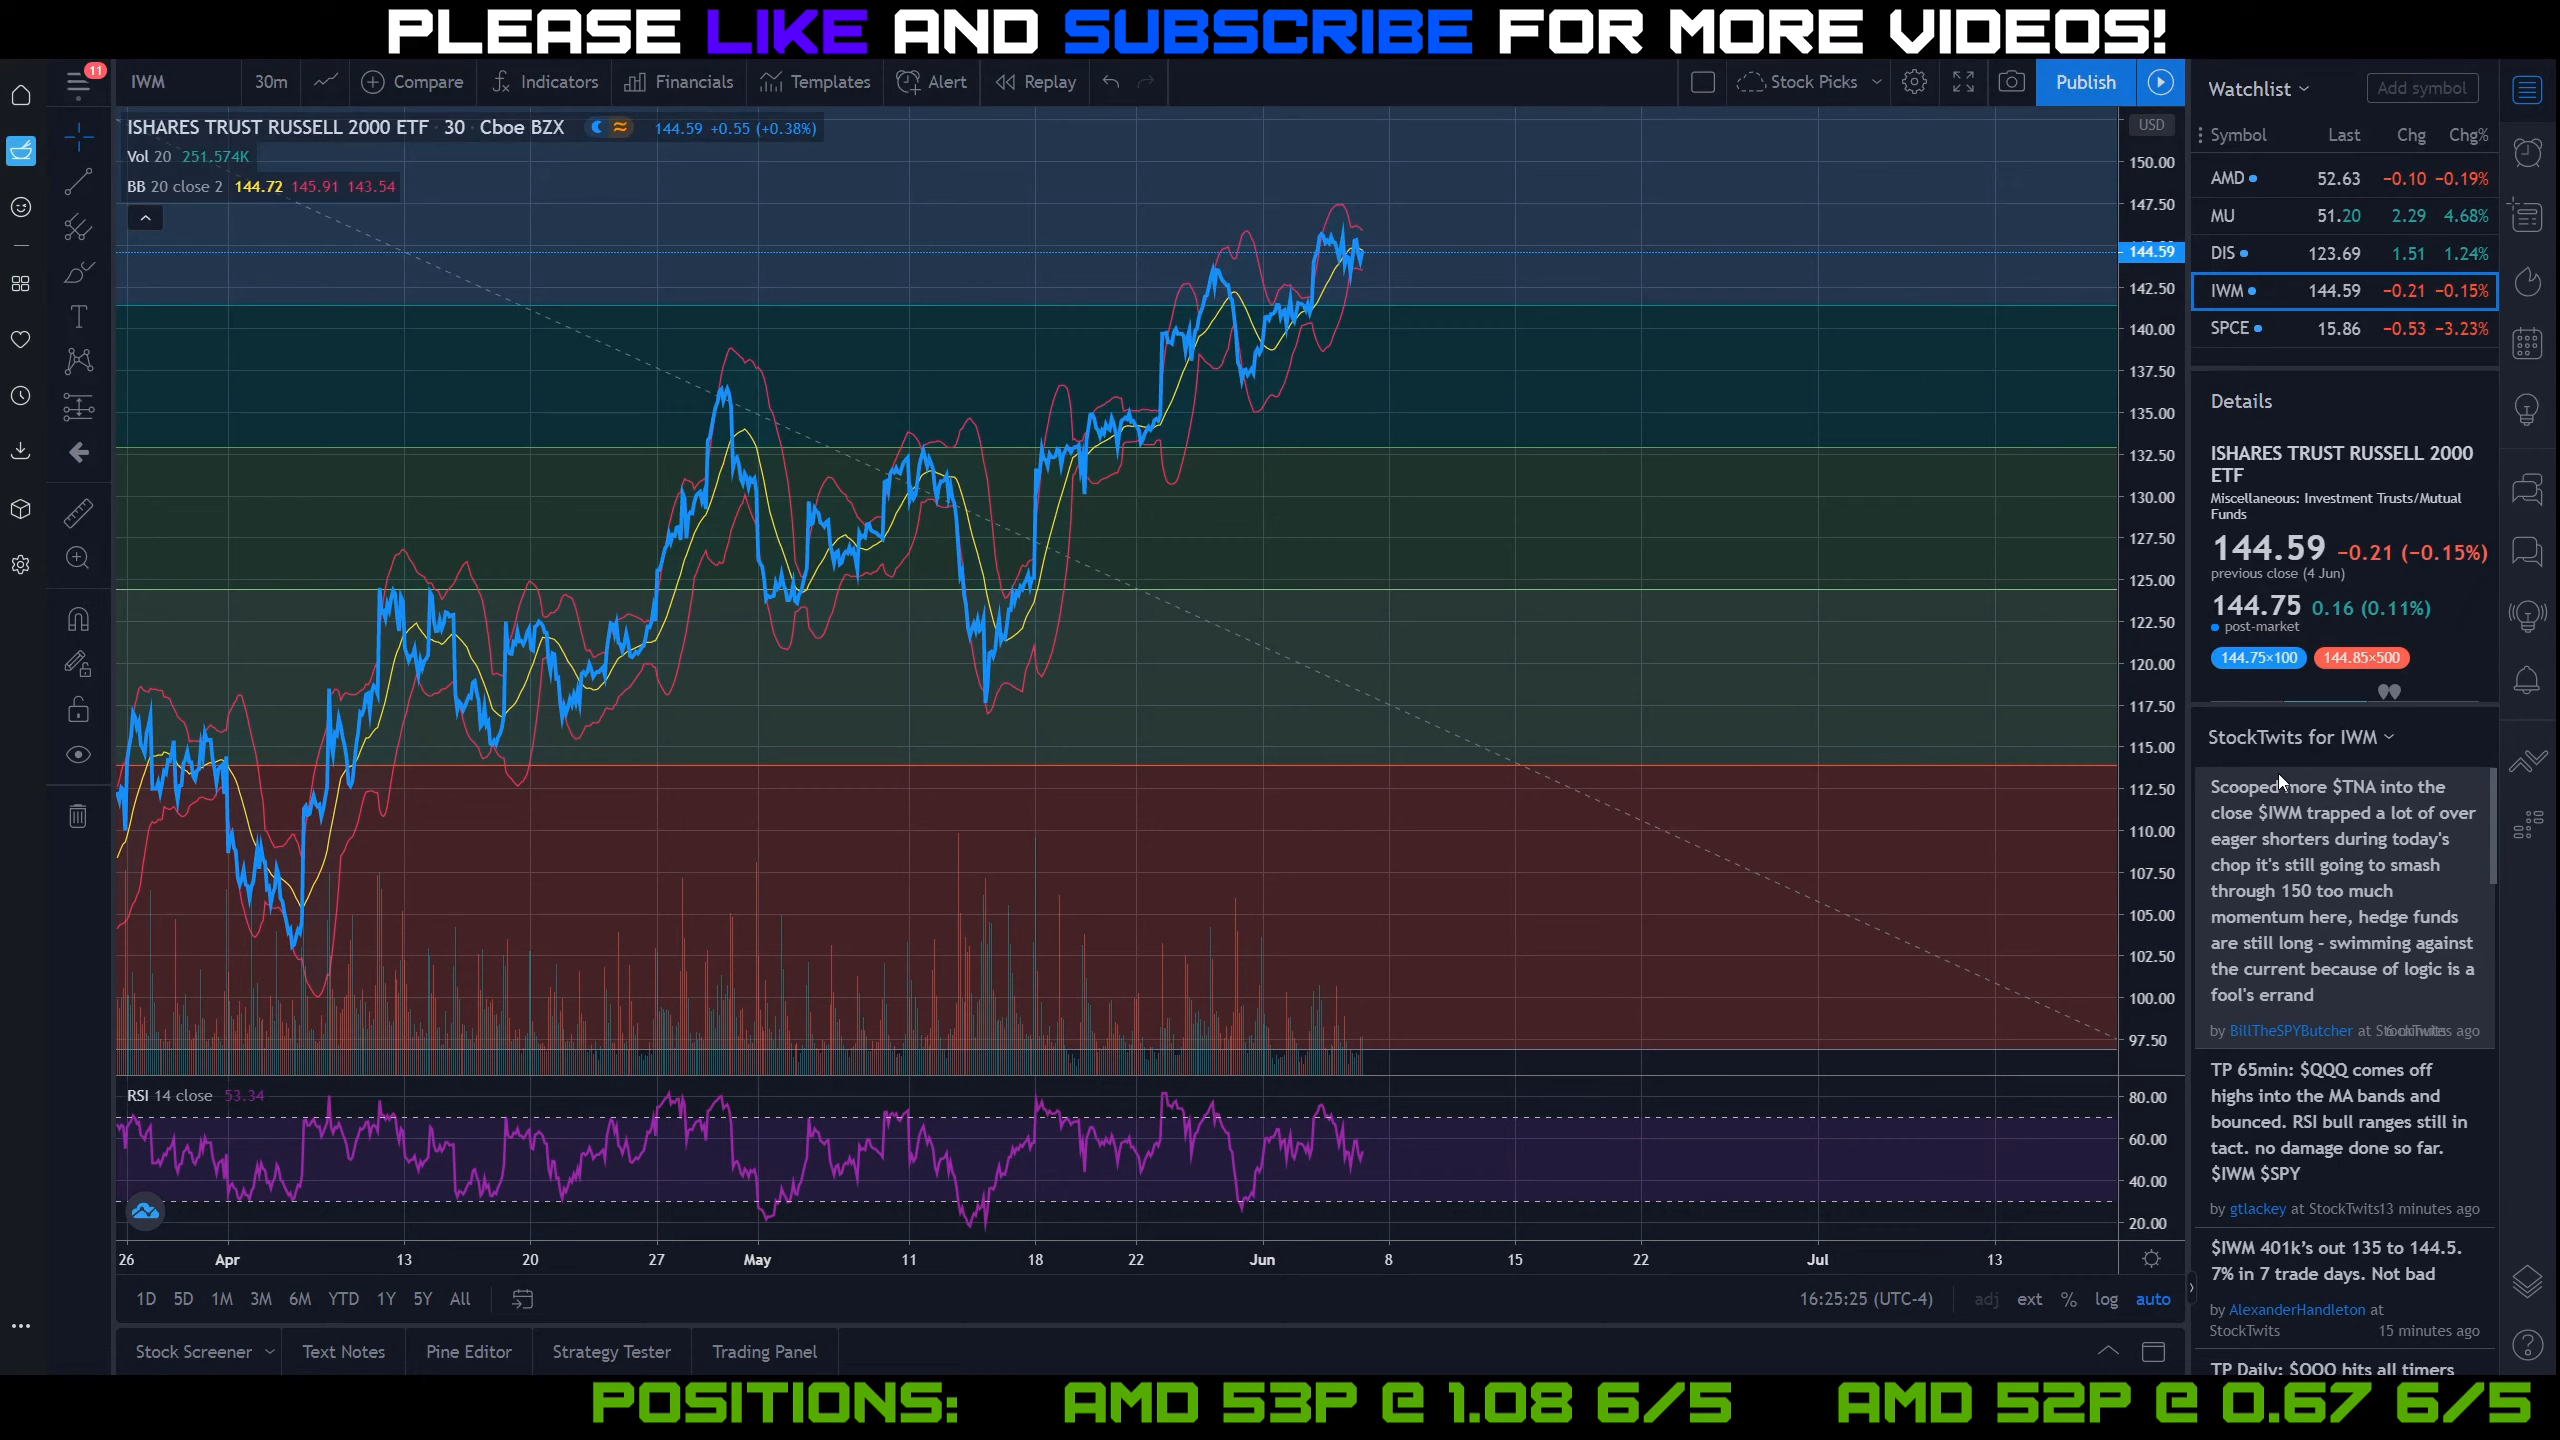 PLEASE LIKE AND SUBSCRIBE FOR MORE VIDEOS!
11
IWM 30m Compare Indicators Financials Templates Alert Replay Stock Picks Publish
ISHARES TRUST RUSSELL 2000 ETF 30 Cboe BZX 144.59 +0.55 (+0.38%)
Vol 20 251.574K
BB 20 close 2 144.72 145.91 143.54
USD
150.00
147.50
144.59
142.50
140.00
137.50
135.00
132.50
130.00
127.50
125.00
122.50
120.00
117.50
115.00
112.50
110.00
107.50
105.00
102.50
100.00
97.50
RSI 14 close 53.34
80.00
60.00
40.00
20.00
26 Apr 13 20 27 May 11 18 22 Jun 8 15 22 Jul 13
1D 5D 1M 3M 6M YTD 1Y 5Y All
16:25:25 (UTC-4) adj ext % log auto
Stock Screener Text Notes Pine Editor Strategy Tester Trading Panel
Watchlist Add symbol
Symbol Last Chg Chg%
AMD 52.63 −0.10 −0.19%
MU 51.20 2.29 4.68%
DIS 123.69 1.51 1.24%
IWM 144.59 −0.21 −0.15%
SPCE 15.86 −0.53 −3.23%
Details
ISHARES TRUST RUSSELL 2000
ETF
Miscellaneous: Investment Trusts/Mutual
Funds
144.59 −0.21 (−0.15%)
previous close (4 Jun)
144.75 0.16 (0.11%)
post-market
144.75×100 144.85×500
StockTwits for IWM
Scooped more $TNA into the
close $IWM trapped a lot of over
eager shorters during today's
chop it's still going to smash
through 150 too much
momentum here, hedge funds
are still long - swimming against
the current because of logic is a
fool's errand
by BillTheSPYButcher at StockTwits 6 minutes ago
TP 65min: $QQQ comes off
highs into the MA bands and
bounced. RSI bull ranges still in
tact. no damage done so far.
$IWM $SPY
by gtlackey at StockTwits 13 minutes ago
$IWM 401k’s out 135 to 144.5.
7% in 7 trade days. Not bad
by AlexanderHandleton at
StockTwits 15 minutes ago
TP Daily: $QQQ hits all timers
POSITIONS: AMD 53P @ 1.08 6/5 AMD 52P @ 0.67 6/5